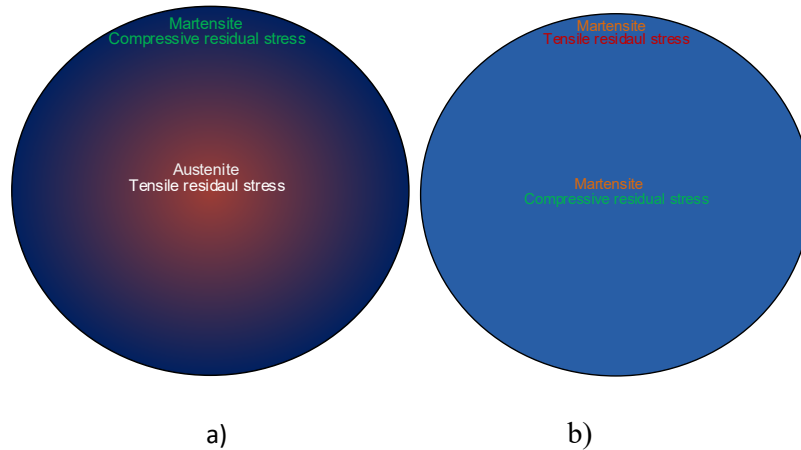 Martensite
Compressive residual stress
Austenite
Tensile residaul stress
Martensite
Tensile residaul stress
Martensite
Compressive residual stress
a)
b)